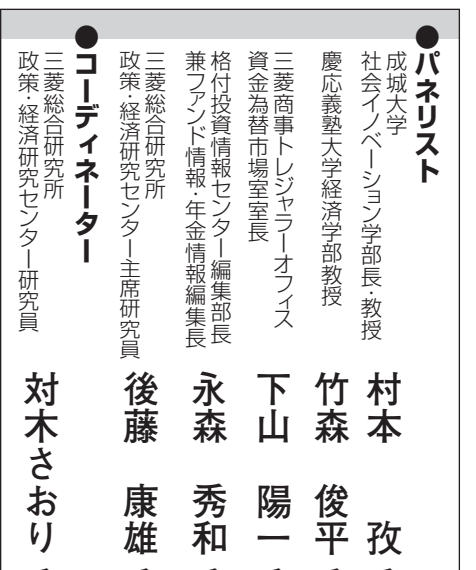 ●パネリスト
成城大学
社会イノベーション学部長・教授
村本 孜
慶応義塾大学経済学部教授
竹森 俊平
三菱商事トレジャラーオフィス
資金為替市場室室長
下山 陽一
格付投資情報センター編集部長
兼ファンド情報・年金情報編集長
永森 秀和
三菱総合研究所
政策・経済研究センター主席研究員
後藤 康雄
●コーディネーター
三菱総合研究所
政策・経済研究センター研究員
対木さおり